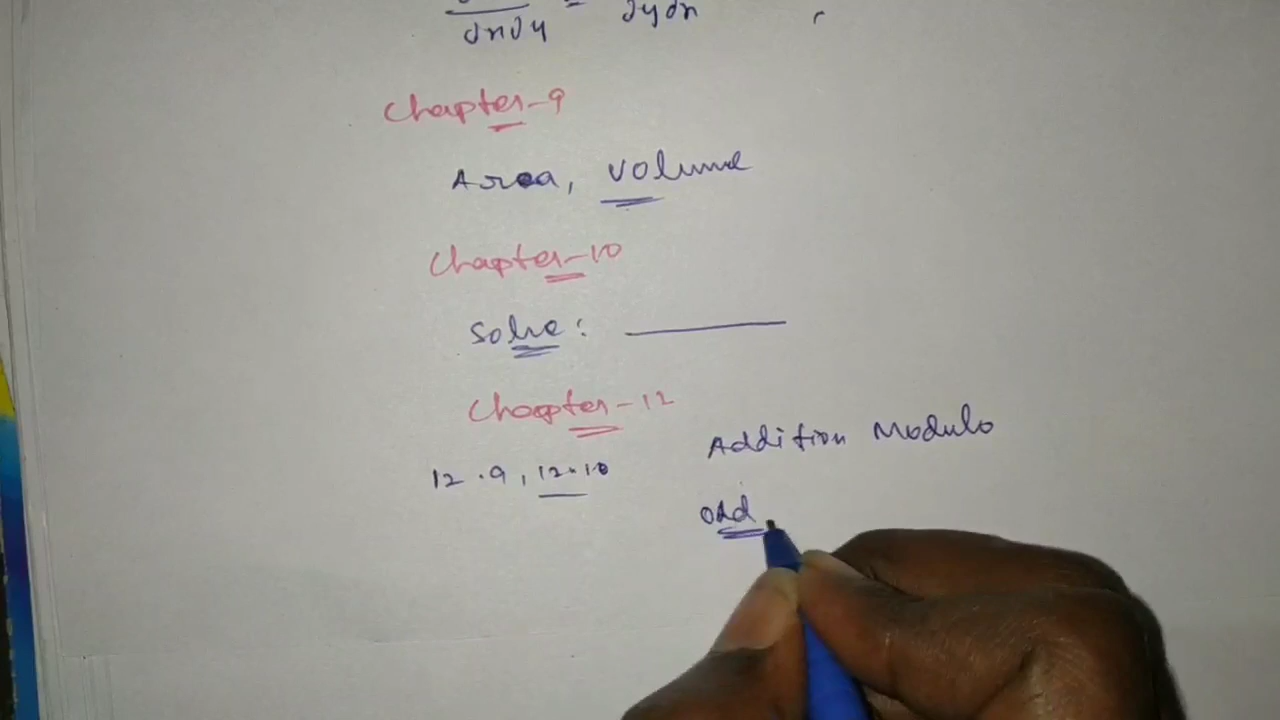 ∂x∂y = ∂y∂x
Chapter-9
Area, volume
Chapter-10
Solve:
Chapter-12
12.9, 12.10
Addition Modulo
odd